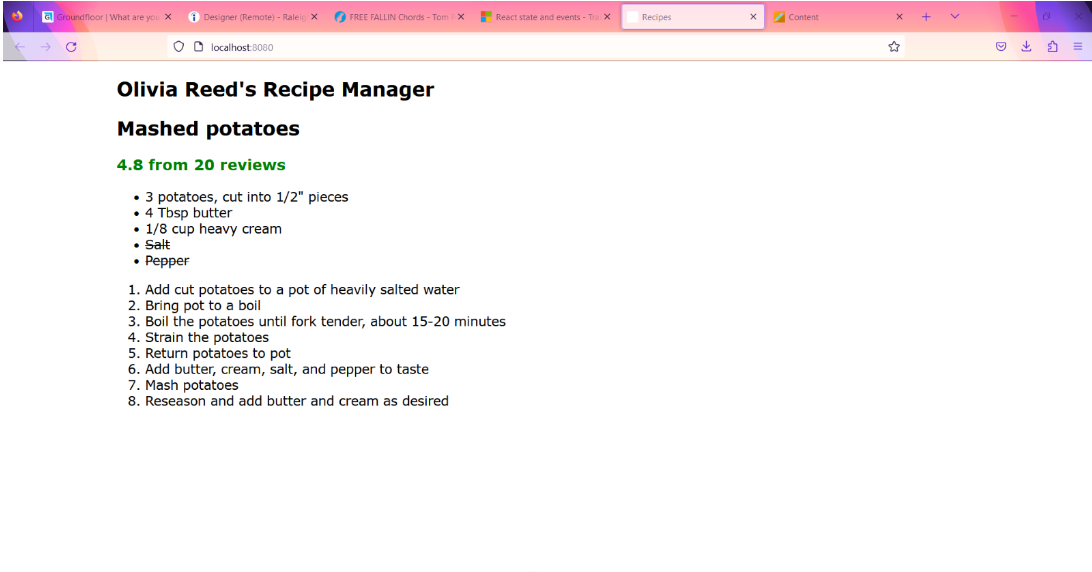 Groundfloor | What are you
Designer (Remote) - Raleig
FREE FALLIN Chords - Tom
React state and events - Tra
Recipes
Content
localhost:8080
Olivia Reed's Recipe Manager
Mashed potatoes
4.8 from 20 reviews
3 potatoes, cut into 1/2" pieces
4 Tbsp butter
1/8 cup heavy cream
Salt
Pepper
1. Add cut potatoes to a pot of heavily salted water
2. Bring pot to a boil
3. Boil the potatoes until fork tender, about 15-20 minutes
4. Strain the potatoes
5. Return potatoes to pot
6. Add butter, cream, salt, and pepper to taste
7. Mash potatoes
8. Reseason and add butter and cream as desired